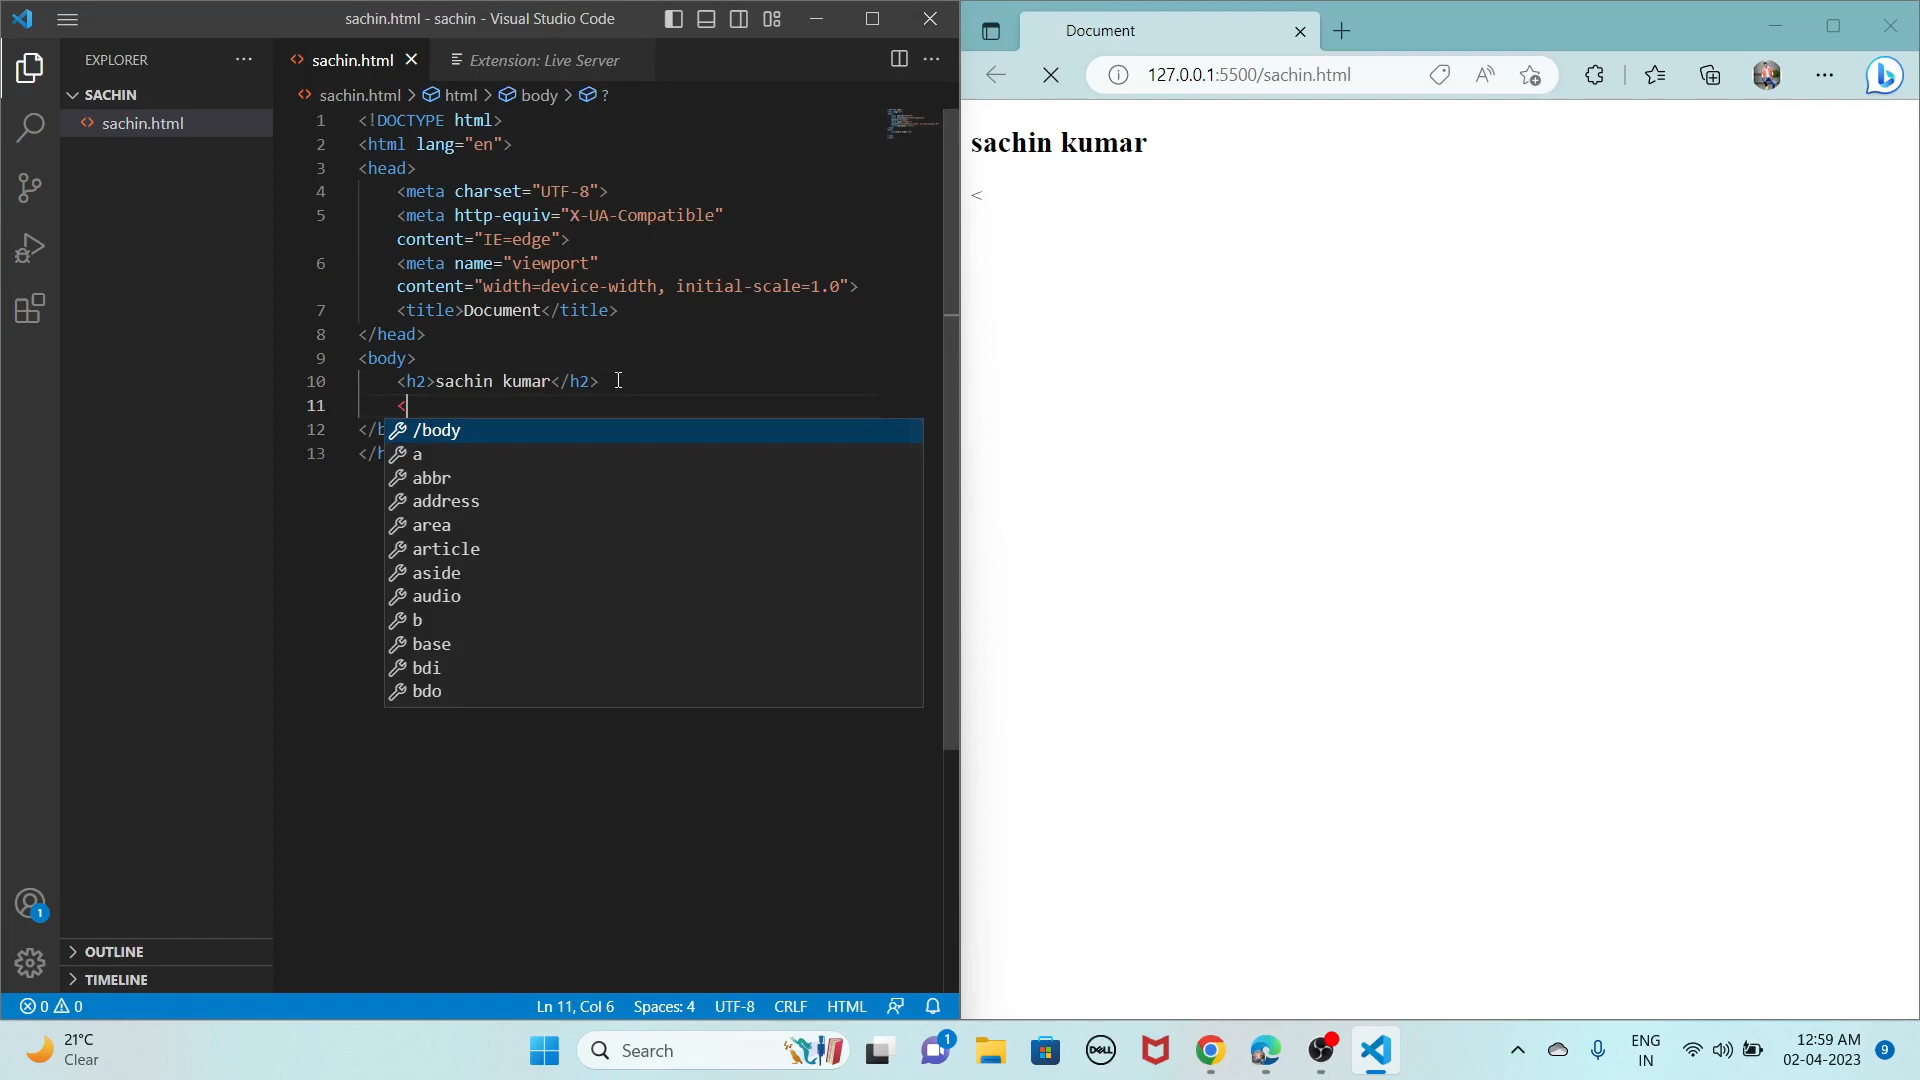 sachin.html - sachin - Visual Studio Code
EXPLORER
SACHIN
sachin.html
OUTLINE
TIMELINE
sachin.html
Extension: Live Server
sachin.html > html > body > ?
1 <!DOCTYPE html>
2 <html lang="en">
3 <head>
4 <meta charset="UTF-8">
5 <meta http-equiv="X-UA-Compatible"
content="IE=edge">
6 <meta name="viewport"
content="width=device-width, initial-scale=1.0">
7 <title>Document</title>
8 </head>
9 <body>
10 <h2>sachin kumar</h2>
11 <
12 </b
13 </h
/body
a
abbr
address
area
article
aside
audio
b
base
bdi
bdo
1
0 0
Ln 11, Col 6
Spaces: 4
UTF-8
CRLF
HTML
Document
127.0.0.1:5500/sachin.html
sachin kumar
<
21°C
Clear
Search
1
DELL
ENG
IN
12:59 AM
02-04-2023
9